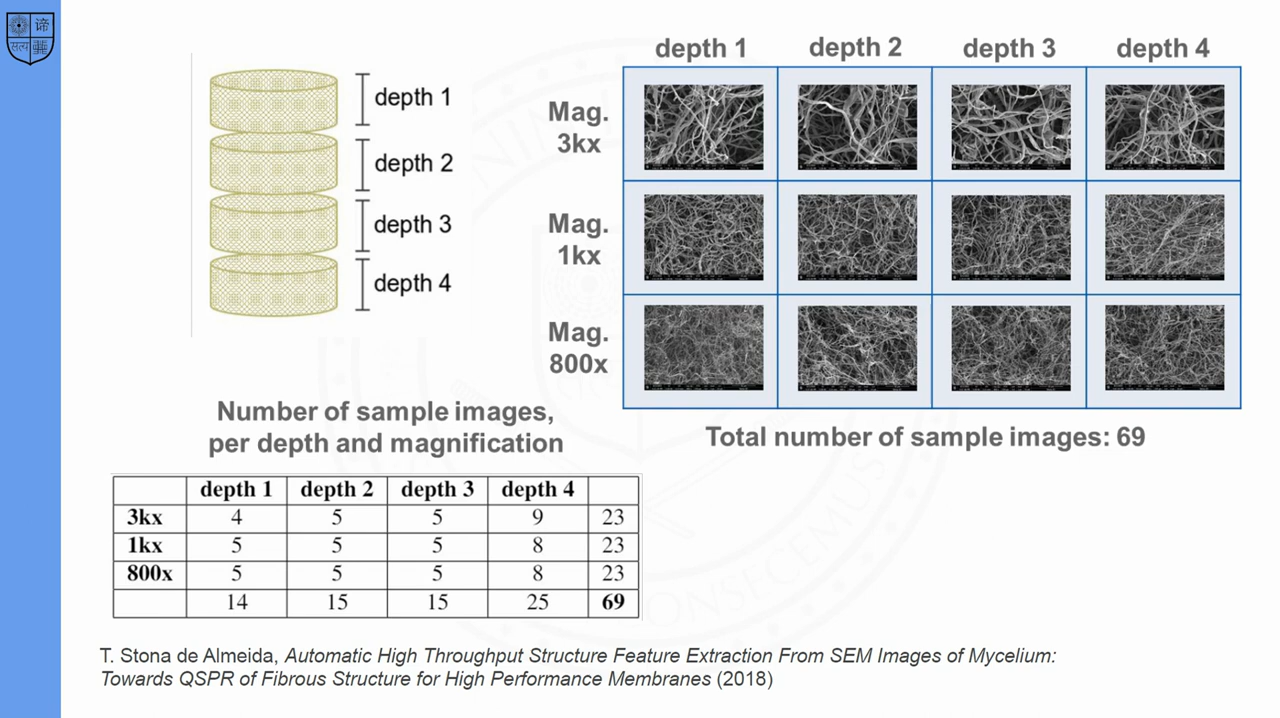 谛
सत्य
depth 1
depth 2
depth 3
depth 4
depth 1 depth 2 depth 3 depth 4
Mag.
3kx
Mag.
1kx
Mag.
800x
Total number of sample images: 69
Number of sample images,
per depth and magnification
depth 1 depth 2 depth 3 depth 4
3kx 4 5 5 9 23
1kx 5 5 5 8 23
800x 5 5 5 8 23
14 15 15 25 69
T. Stona de Almeida, Automatic High Throughput Structure Feature Extraction From SEM Images of Mycelium:
Towards QSPR of Fibrous Structure for High Performance Membranes (2018)